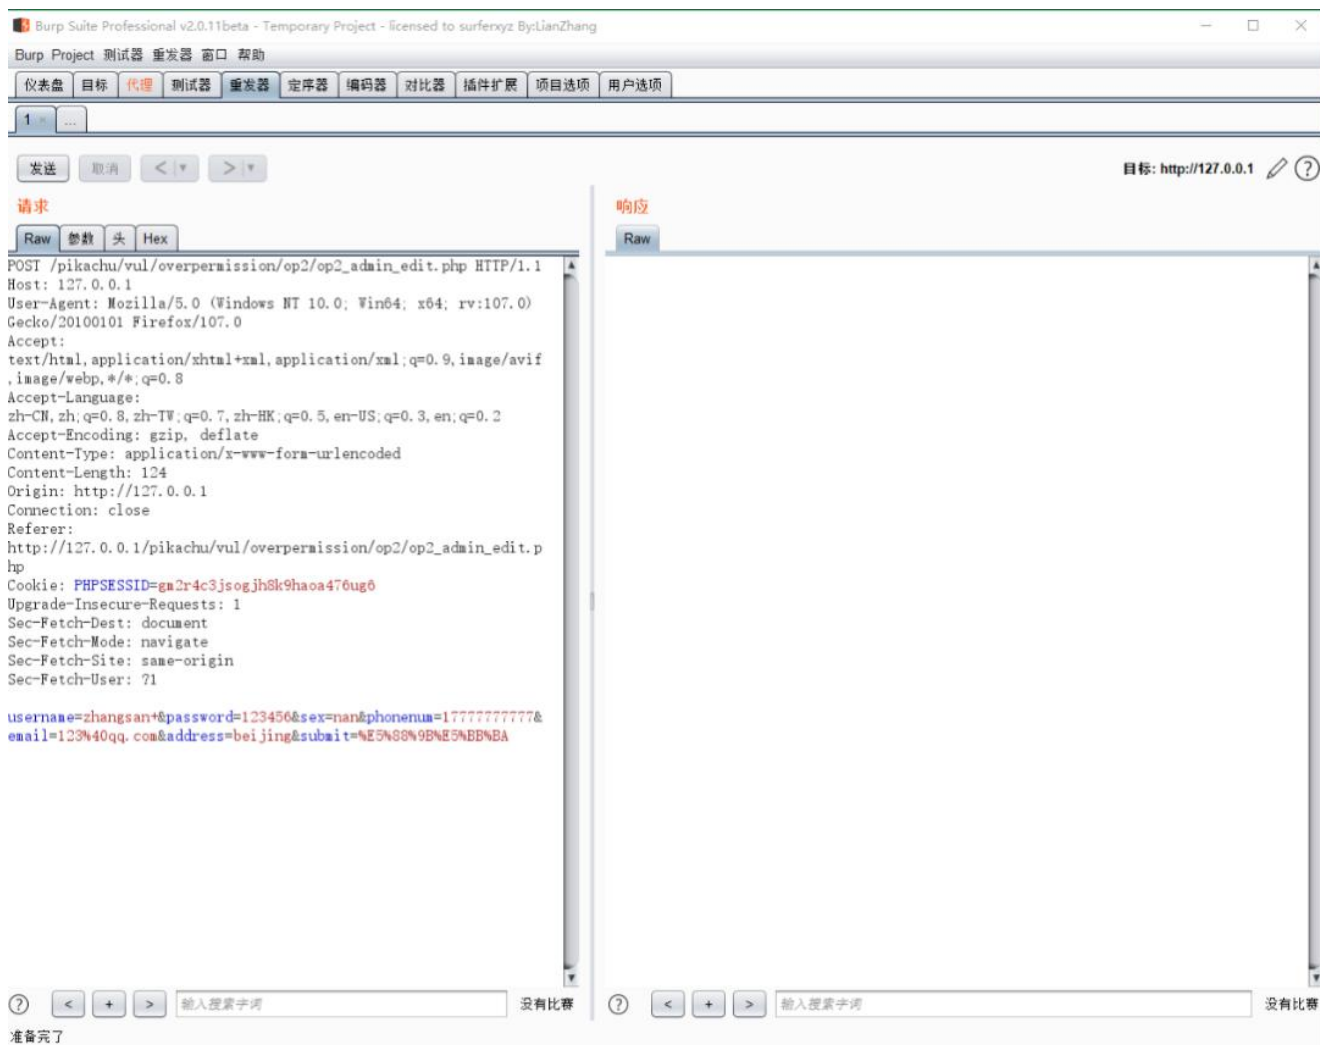 Burp Suite Professional v2.0.11beta - Temporary Project - licensed to surferxyz By:LianZhang
Burp Project 测试器 重发器 窗口 帮助
仪表盘 目标 代理 测试器 重发器 定序器 编码器 对比器 插件扩展 项目选项 用户选项
1 × ...
发送 取消 < > 目标: http://127.0.0.1
请求
Raw 参数 头 Hex
POST /pikachu/vul/overpermission/op2/op2_admin_edit.php HTTP/1.1
Host: 127.0.0.1
User-Agent: Mozilla/5.0 (Windows NT 10.0; Win64; x64; rv:107.0)
Gecko/20100101 Firefox/107.0
Accept:
text/html,application/xhtml+xml,application/xml;q=0.9,image/avif
,image/webp,*/*;q=0.8
Accept-Language:
zh-CN,zh;q=0.8,zh-TW;q=0.7,zh-HK;q=0.5,en-US;q=0.3,en;q=0.2
Accept-Encoding: gzip, deflate
Content-Type: application/x-www-form-urlencoded
Content-Length: 124
Origin: http://127.0.0.1
Connection: close
Referer:
http://127.0.0.1/pikachu/vul/overpermission/op2/op2_admin_edit.p
hp
Cookie: PHPSESSID=gm2r4c3jsogjh8k9haoa476ug6
Upgrade-Insecure-Requests: 1
Sec-Fetch-Dest: document
Sec-Fetch-Mode: navigate
Sec-Fetch-Site: same-origin
Sec-Fetch-User: ?1
username=zhangsan+&password=123456&sex=nan&phonenum=17777777777&
email=123%40qq.com&address=beijing&submit=%E5%88%9B%E5%BB%BA
响应
Raw
? < + > 输入搜索字词 没有比赛
? < + > 输入搜索字词 没有比赛
准备完了